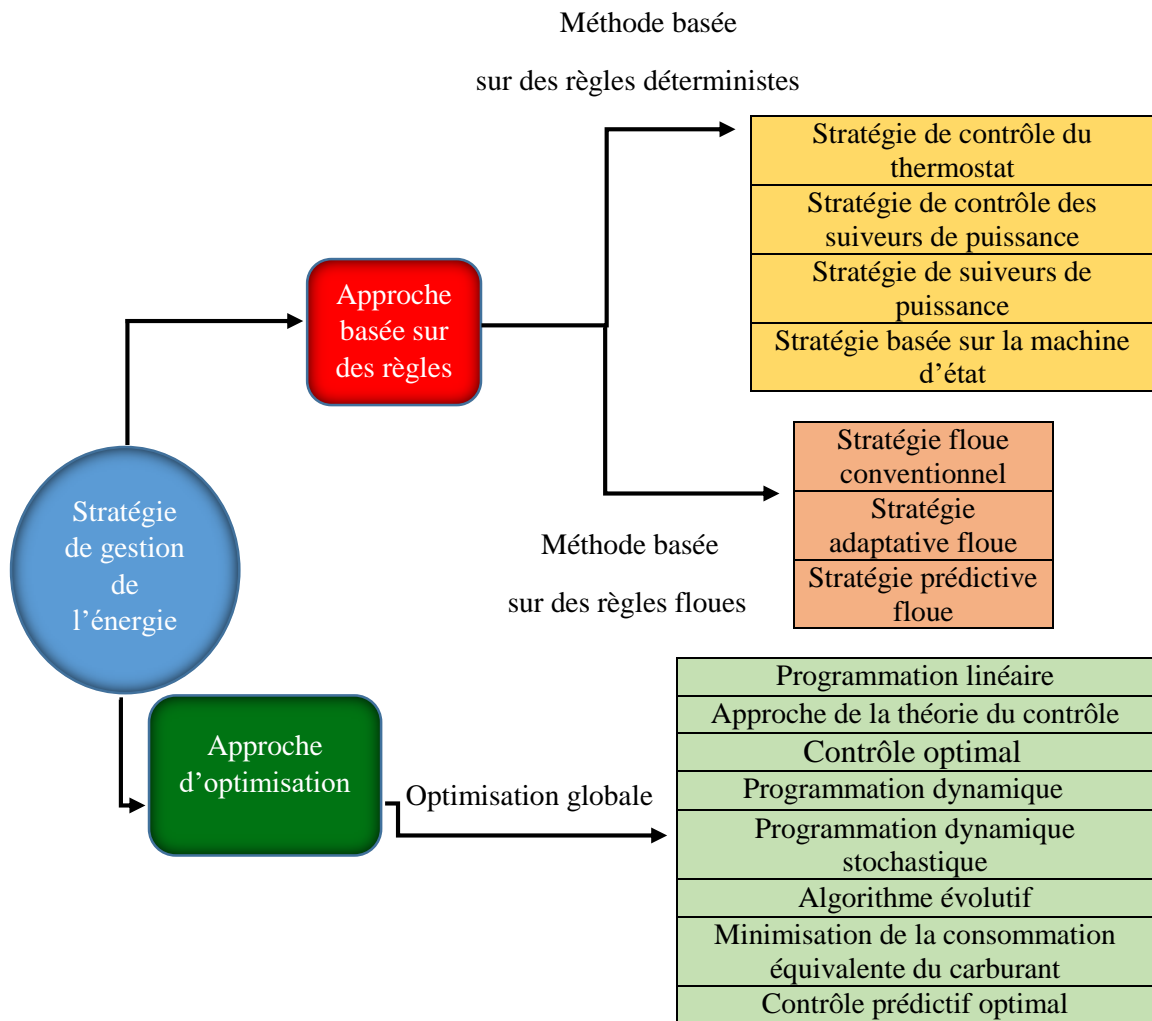 Méthode basée
sur des règles déterministes
Stratégie de contrôle du
thermostat
Stratégie de contrôle des
suiveurs de puissance
Stratégie de suiveurs de
puissance
Stratégie basée sur la machine
d’état
Approche
basée sur
des règles
Stratégie floue
conventionnel
Stratégie
adaptative floue
Stratégie prédictive
floue
Méthode basée
sur des règles floues
Stratégie
de gestion
de
l’énergie
Approche
d’optimisation
Optimisation globale
Programmation linéaire
Approche de la théorie du contrôle
Contrôle optimal
Programmation dynamique
Programmation dynamique
stochastique
Algorithme évolutif
Minimisation de la consommation
équivalente du carburant
Contrôle prédictif optimal